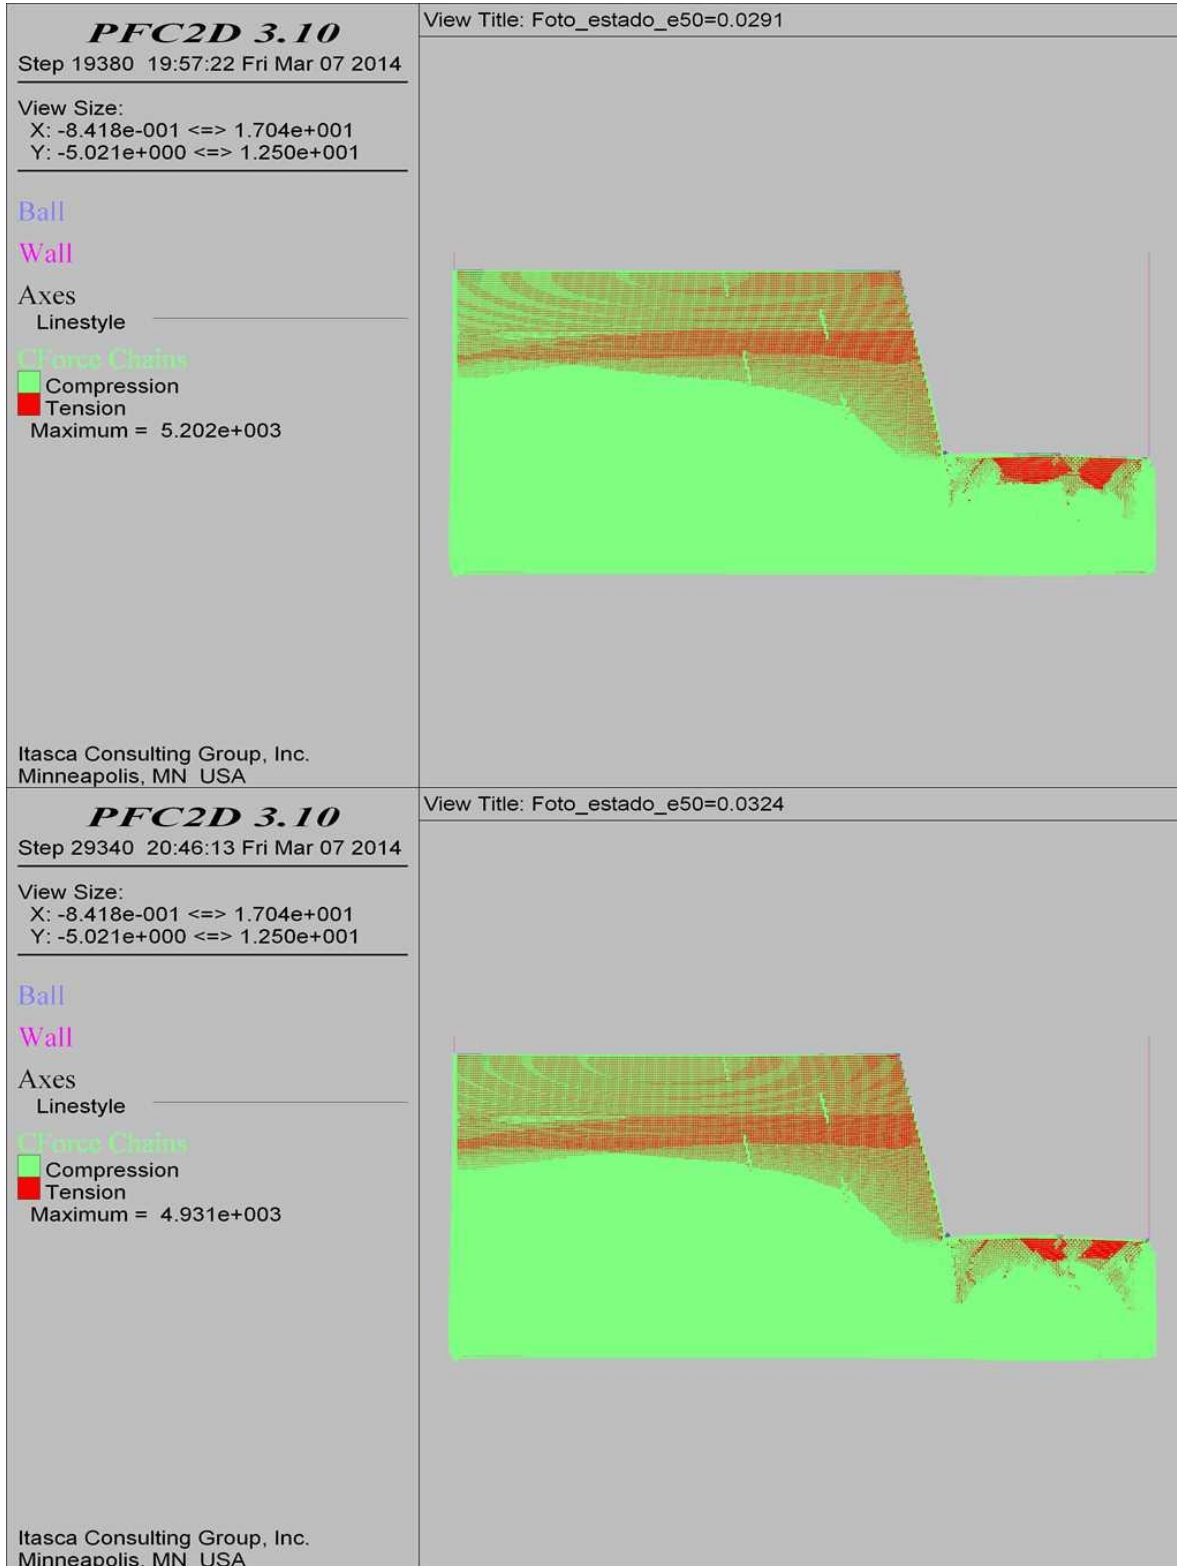 PFC2D 3.10
Step 19380 19:57:22 Fri Mar 07 2014
View Size:
X: -8.418e-001 <=> 1.704e+001
Y: -5.021e+000 <=> 1.250e+001
Ball
Wall
Axes
Linestyle
CForce Chains
Compression
Tension
Maximum = 5.202e+003
Itasca Consulting Group, Inc.
Minneapolis, MN USA
View Title: Foto_estado_e50=0.0291
PFC2D 3.10
Step 29340 20:46:13 Fri Mar 07 2014
View Size:
X: -8.418e-001 <=> 1.704e+001
Y: -5.021e+000 <=> 1.250e+001
Ball
Wall
Axes
Linestyle
CForce Chains
Compression
Tension
Maximum = 4.931e+003
Itasca Consulting Group, Inc.
Minneapolis, MN USA
View Title: Foto_estado_e50=0.0324